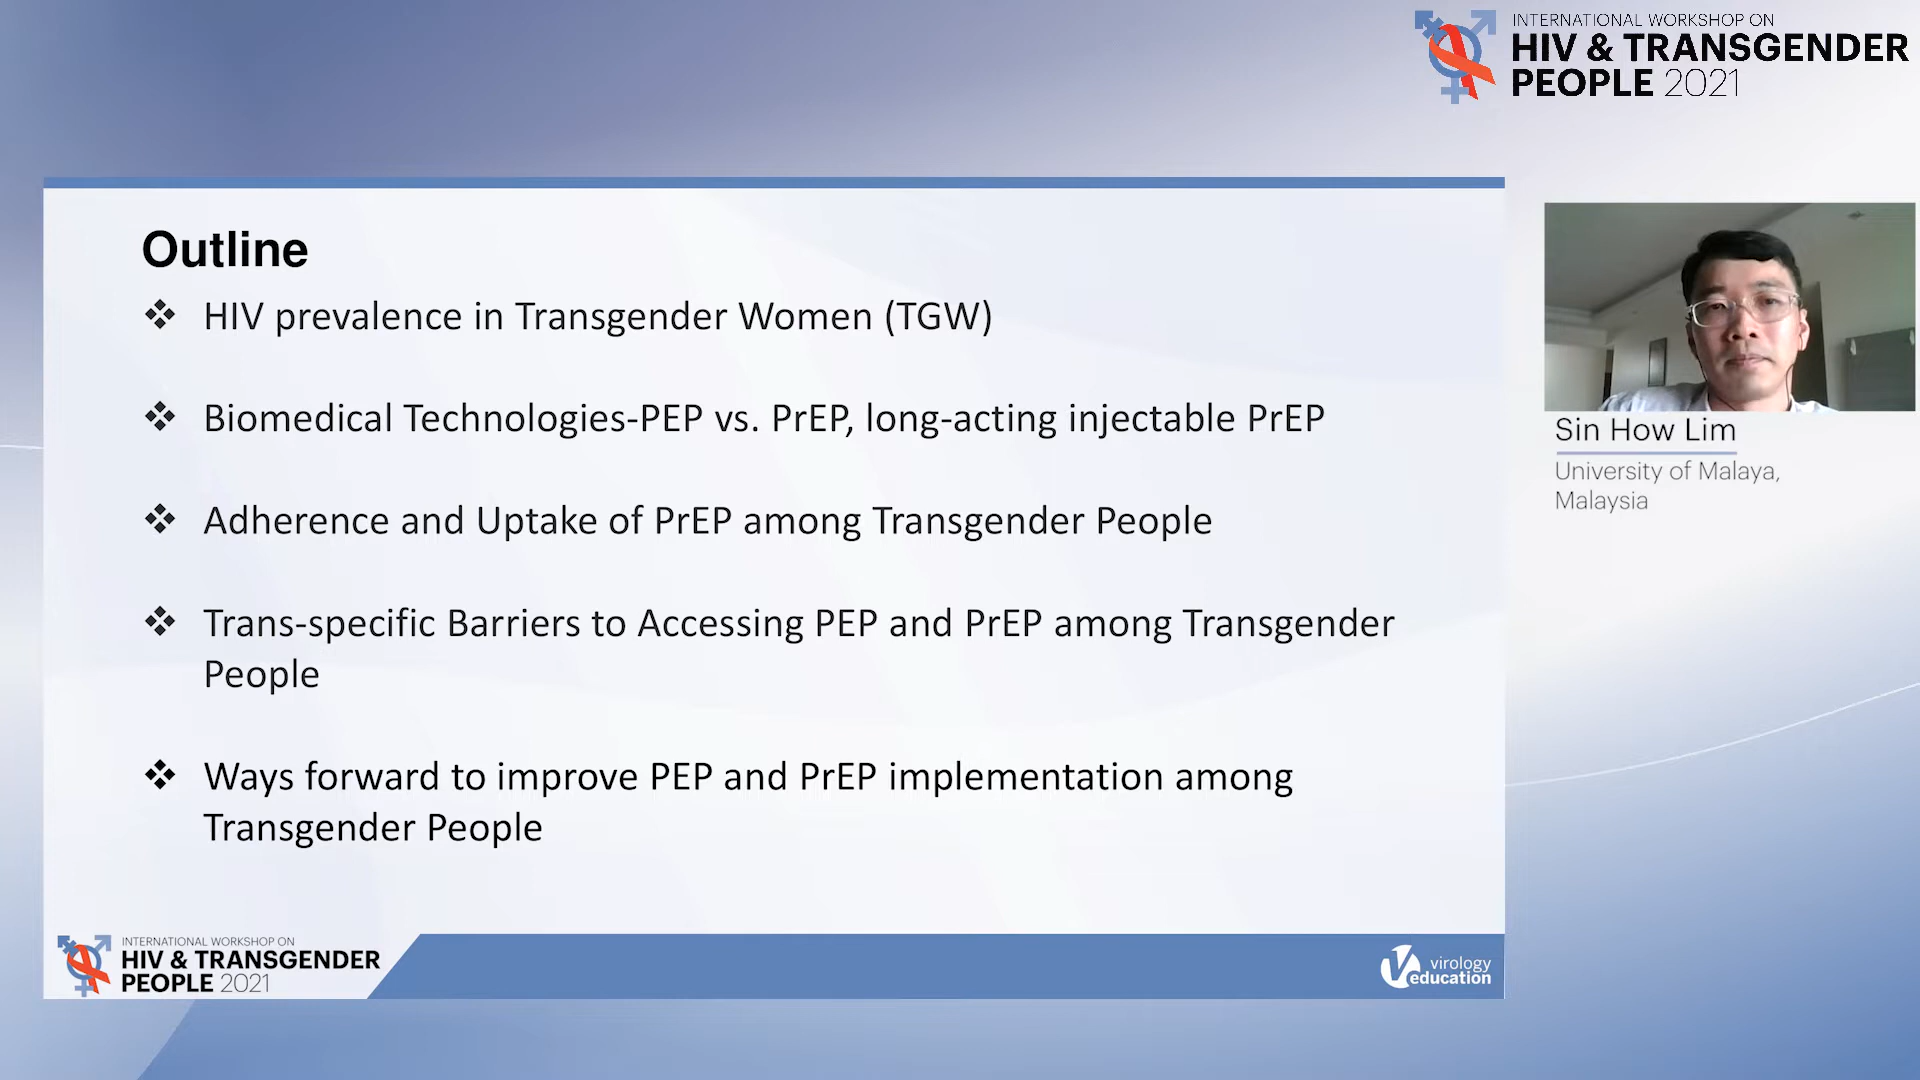 INTERNATIONAL WORKSHOP ON
HIV & TRANSGENDER
PEOPLE 2021
Outline
❖ HIV prevalence in Transgender Women (TGW)
❖ Biomedical Technologies-PEP vs. PrEP, long-acting injectable PrEP
❖ Adherence and Uptake of PrEP among Transgender People
❖ Trans-specific Barriers to Accessing PEP and PrEP among Transgender
People
❖ Ways forward to improve PEP and PrEP implementation among
Transgender People
Sin How Lim
University of Malaya,
Malaysia
INTERNATIONAL WORKSHOP ON
HIV & TRANSGENDER
PEOPLE 2021
virology
education